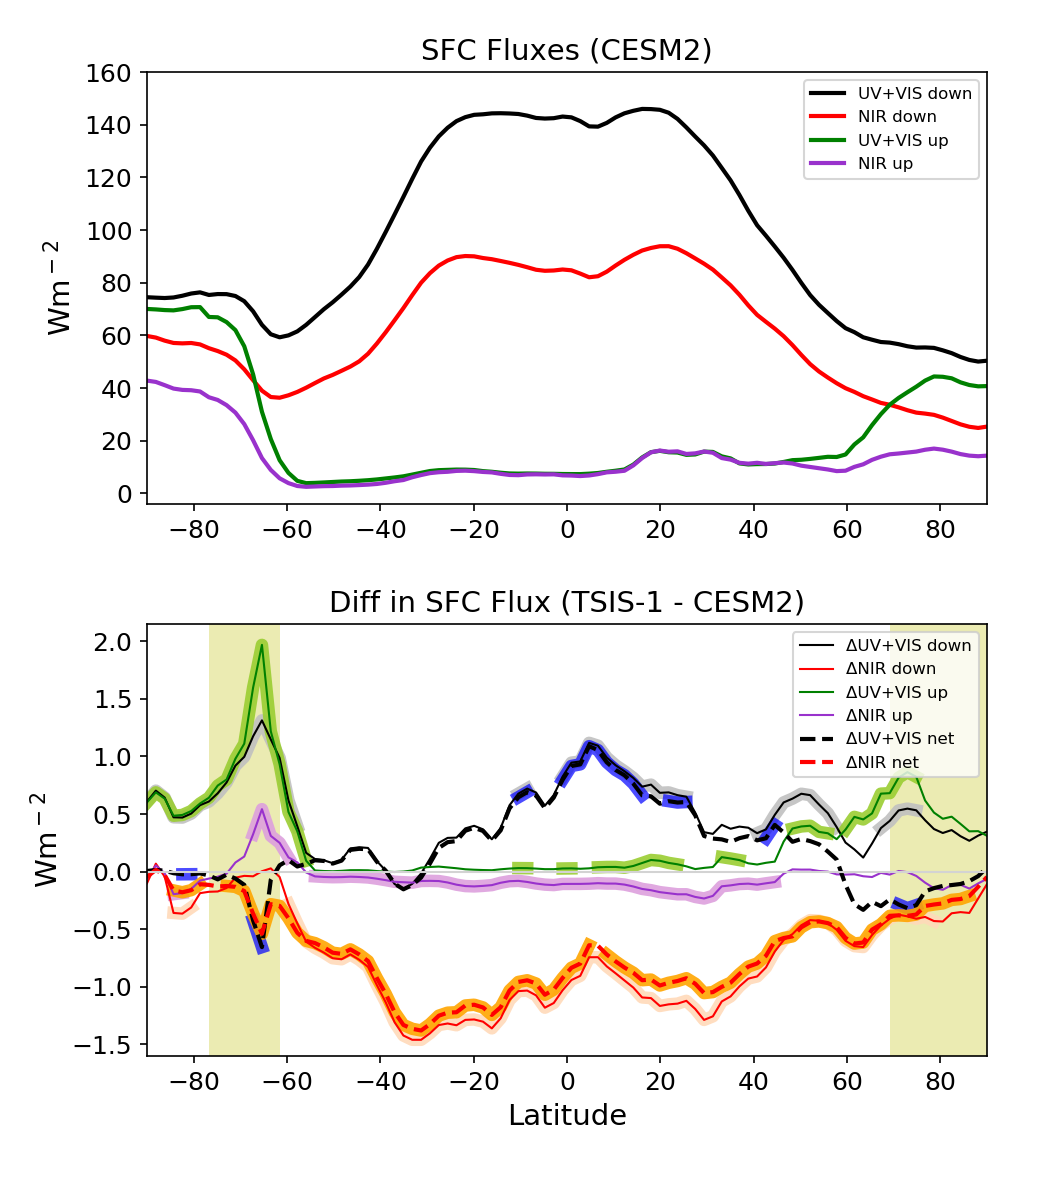 SFC Fluxes (CESM2)
160
140
120
100
80
60
40
20
0
Wm⁻²
UV+VIS down
NIR down
UV+VIS up
NIR up
−80 −60 −40 −20 0 20 40 60 80
Diff in SFC Flux (TSIS-1 - CESM2)
2.0
1.5
1.0
0.5
0.0
−0.5
−1.0
−1.5
Wm⁻²
ΔUV+VIS down
ΔNIR down
ΔUV+VIS up
ΔNIR up
ΔUV+VIS net
ΔNIR net
−80 −60 −40 −20 0 20 40 60 80
Latitude